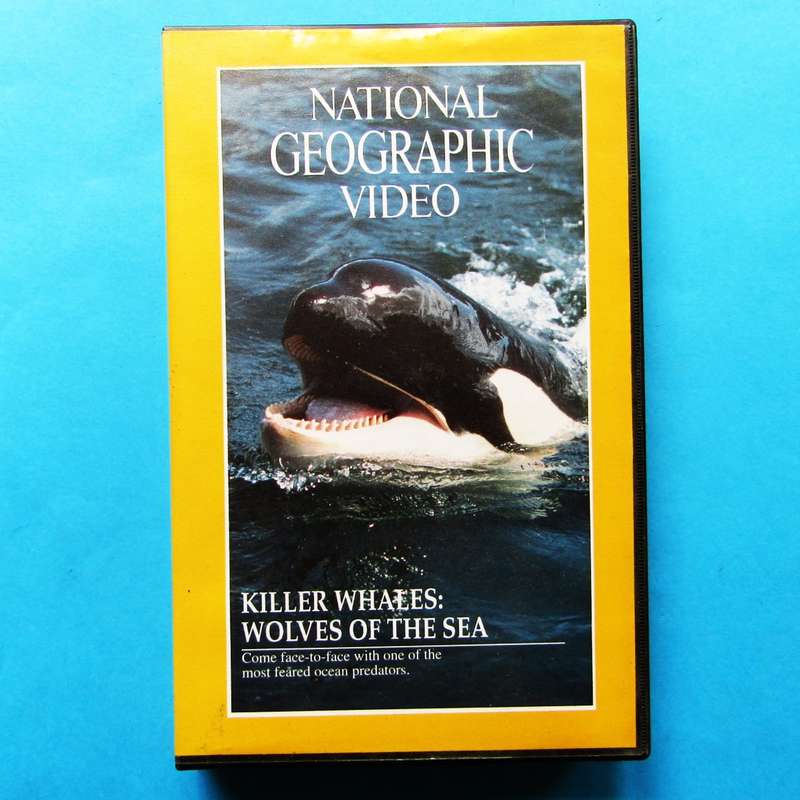 NATIONAL
GEOGRAPHIC
VIDEO
KILLER WHALES:
WOLVES OF THE SEA
Come face-to-face with one of the
most feared ocean predators.